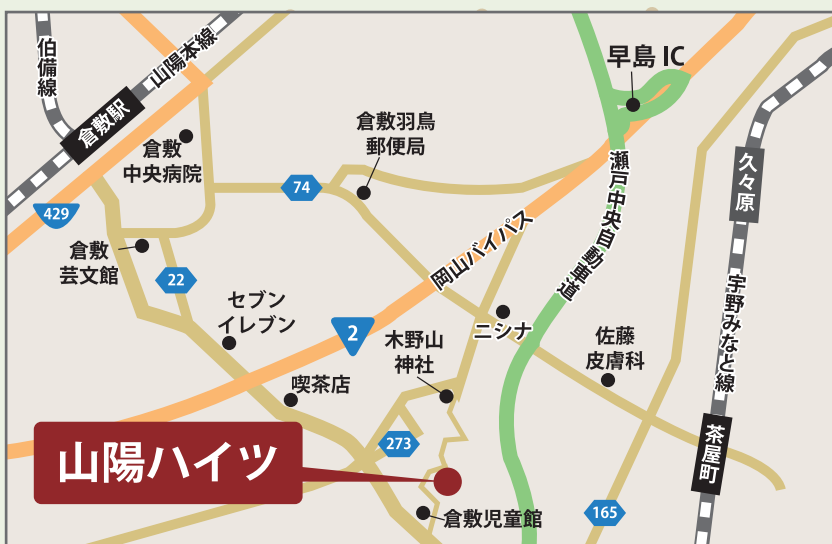 伯備線
山陽本線
早島 IC
倉敷駅
倉敷
中央病院
倉敷羽鳥
郵便局
瀬戸中央自動車道
久々原
74
429
岡山バイパス
倉敷
芸文館
22
セブン
イレブン
宇野みなと線
2
ニシナ
木野山
神社
佐藤
皮膚科
喫茶店
273
茶屋町
山陽ハイツ
165
倉敷児童館